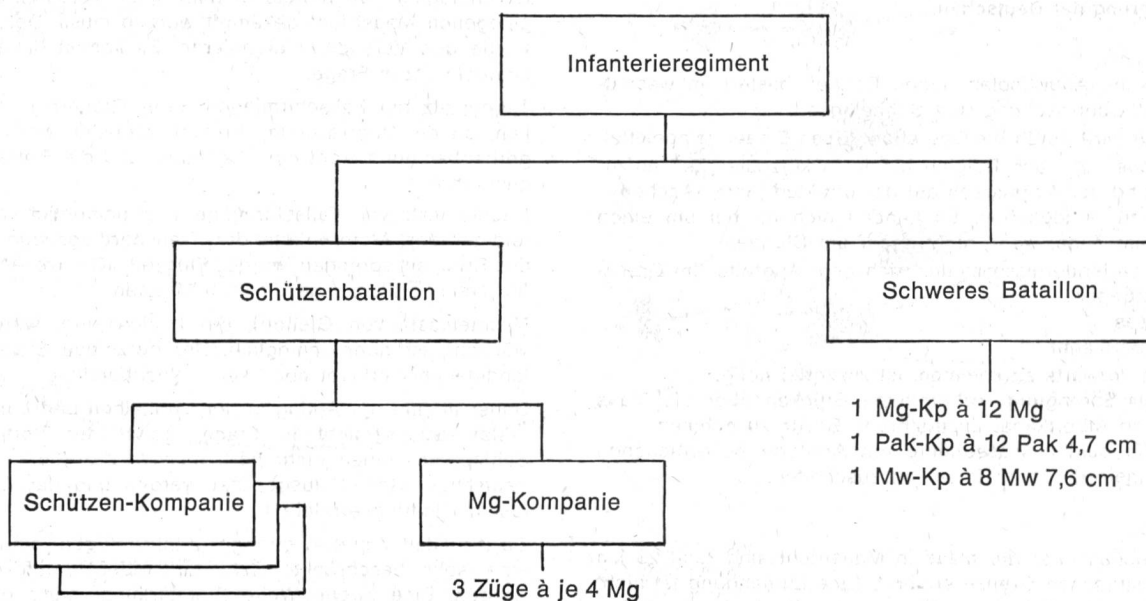 Infanterieregiment
Schützenbataillon
Schweres Bataillon
1 Mg-Kp à 12 Mg
1 Pak-Kp à 12 Pak 4,7 cm
1 Mw-Kp à 8 Mw 7,6 cm
Schützen-Kompanie
Mg-Kompanie
3 Züge à je 4 Mg